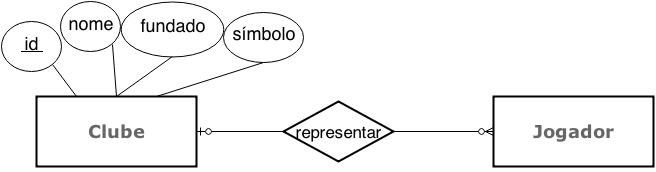 id
nome
fundado
símbolo
Clube
representar
Jogador